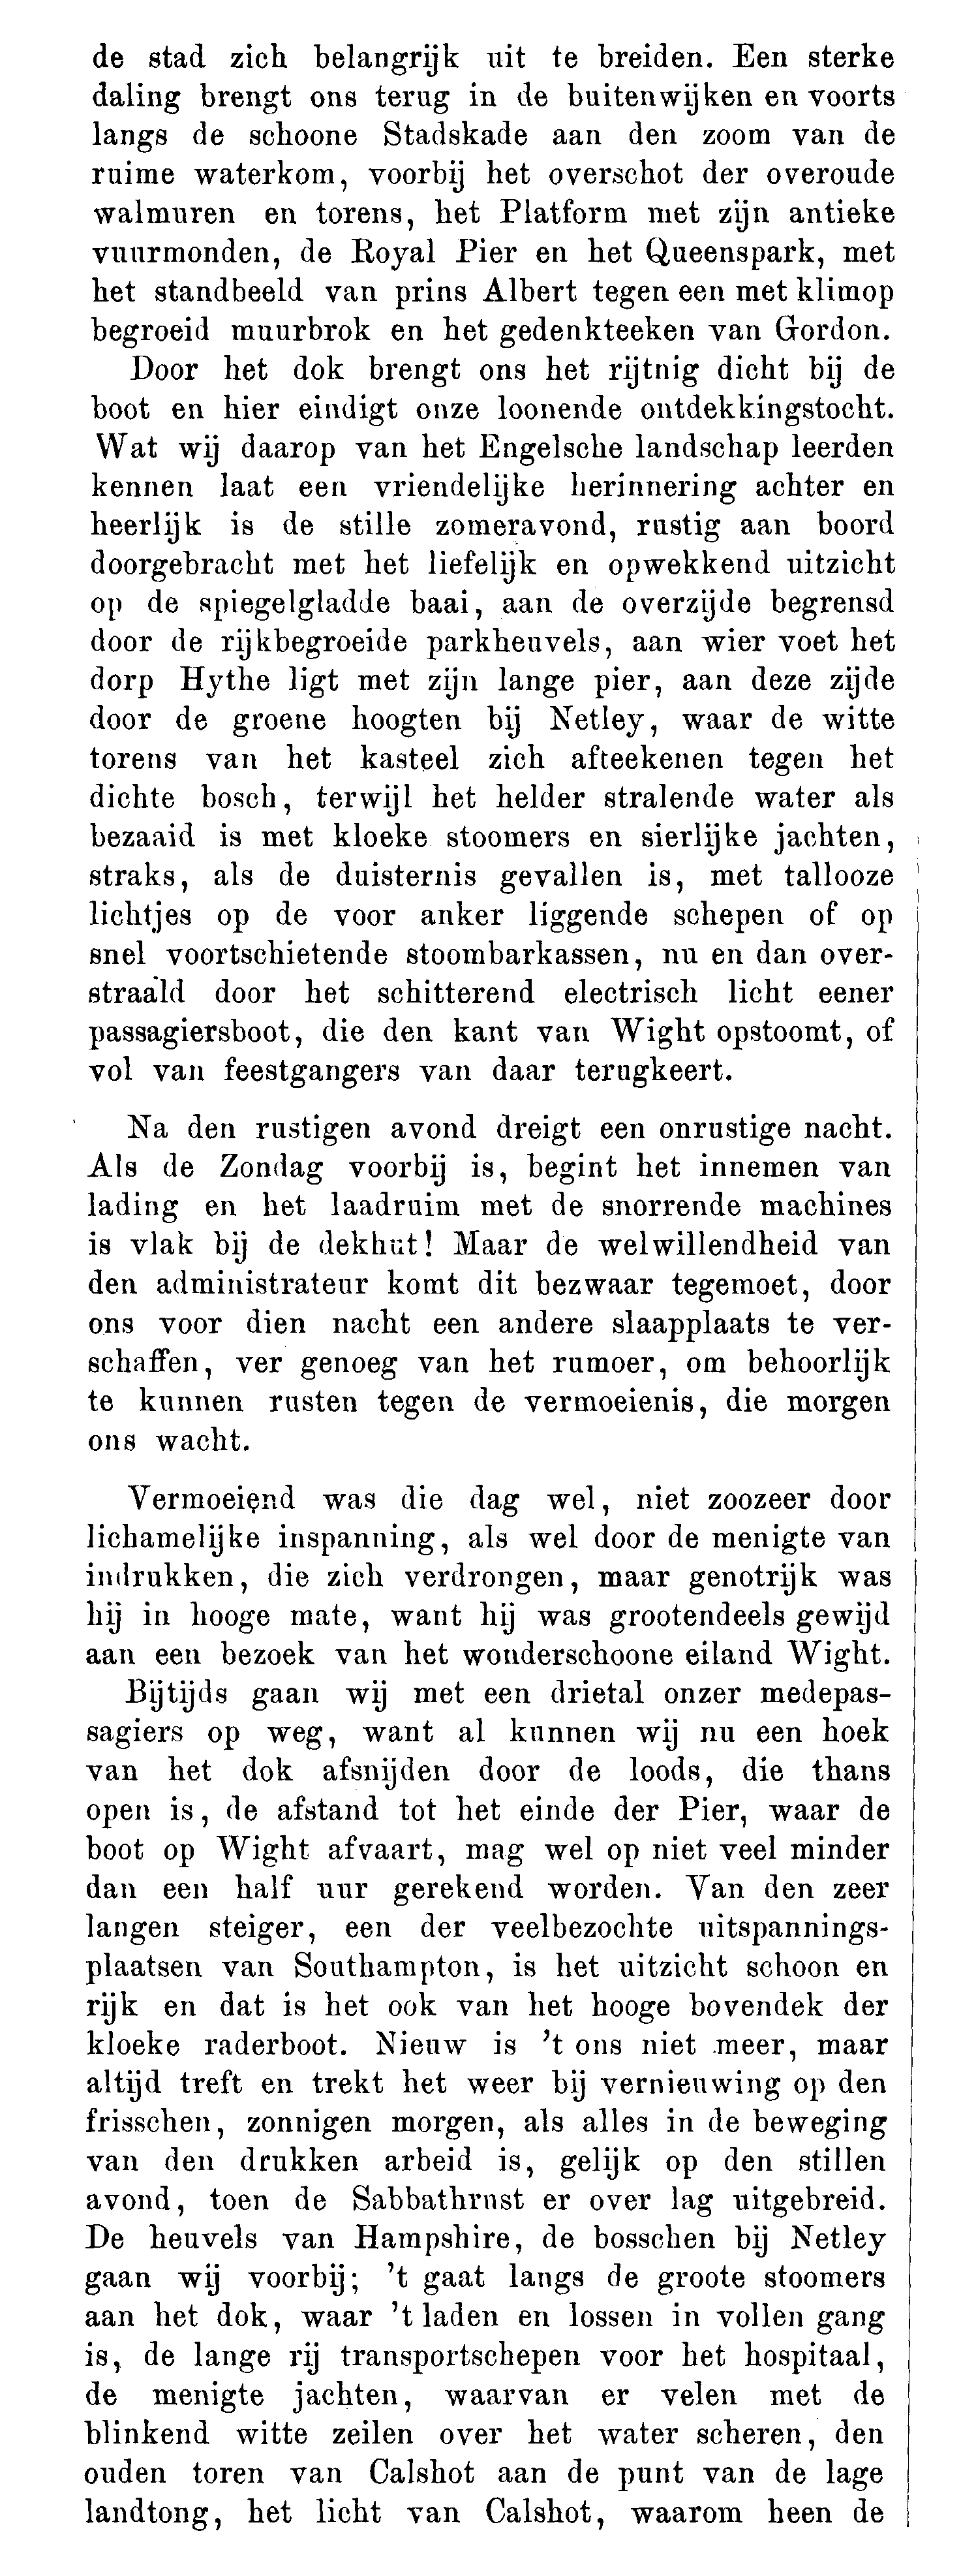 de stad zich belangrijk uit te breiden. Een sterke
daling brengt ons terug in de buitenwijken en voorts
langs de schoone Stadskade aan den zoom van de
ruime waterkom, voorbij het overschot der overoude
walmuren en torens, het Platform met zijn antieke
vuurmonden, de Royal Pier en het Queenspark, met
het standbeeld van prins Albert tegen een met klimop
begroeid muurbrok en het gedenkteeken van Gordon.
Door het dok brengt ons het rijtnig dicht bij de
boot en hier eindigt onze loonende ontdekkingstocht.
Wat wij daarop van het Engelsche landschap leerden
kennen laat een vriendelijke herinnering achter en
heerlijk is de stille zomeravond, rustig aan boord
doorgebracht met het liefelijk en opwekkend uitzicht
op de spiegelgladde baai, aan de overzijde begrensd
door de rijkbegroeide parkheuvels, aan wier voet het
dorp Hythe ligt met zijn lange pier, aan deze zijde
door de groene hoogten bij Netley, waar de witte
torens van het kasteel zich afteekenen tegen het
dichte bosch, terwijl het helder stralende water als
bezaaid is met kloeke stoomers en sierlijke jachten,
straks, als de duisternis gevallen is, met tallooze
lichtjes op de voor anker liggende schepen of op
snel voortschietende stoombarkassen, nu en dan over-
straald door het schitterend electrisch licht eener
passagiersboot, die den kant van Wight opstoomt, of
vol van feestgangers van daar terugkeert.
Na den rustigen avond dreigt een onrustige nacht.
Als de Zondag voorbij is, begint het innemen van
lading en het laadruim met de snorrende machines
is vlak bij de dekhut! Maar de welwillendheid van
den administrateur komt dit bezwaar tegemoet, door
ons voor dien nacht een andere slaapplaats te ver-
schaffen, ver genoeg van het rumoer, om behoorlijk
te kunnen rusten tegen de vermoeienis, die morgen
ons wacht.
Vermoeiend was die dag wel, niet zoozeer door
lichamelijke inspanning, als wel door de menigte van
indrukken, die zich verdrongen, maar genotrijk was
hij in hooge mate, want hij was grootendeels gewijd
aan een bezoek van het wonderschoone eiland Wight.
Bijtijds gaan wij met een drietal onzer medepas-
sagiers op weg, want al kunnen wij nu een hoek
van het dok afsnijden door de loods, die thans
open is, de afstand tot het einde der Pier, waar de
boot op Wight afvaart, mag wel op niet veel minder
dan een half uur gerekend worden. Van den zeer
langen steiger, een der veelbezochte uitspannings-
plaatsen van Southampton, is het uitzicht schoon en
rijk en dat is het ook van het hooge bovendek der
kloeke raderboot. Nieuw is 't ons niet meer, maar
altijd treft en trekt het weer bij vernieuwing op den
frisschen, zonnigen morgen, als alles in de beweging
van den drukken arbeid is, gelijk op den stillen
avond, toen de Sabbathrust er over lag uitgebreid.
De heuvels van Hampshire, de bosschen bij Netley
gaan wij voorbij; 't gaat langs de groote stoomers
aan het dok, waar 't laden en lossen in vollen gang
is, de lange rij transportschepen voor het hospitaal,
de menigte jachten, waarvan er velen met de
blinkend witte zeilen over het water scheren, den
ouden toren van Calshot aan de punt van de lage
landtong, het licht van Calshot, waarom heen de